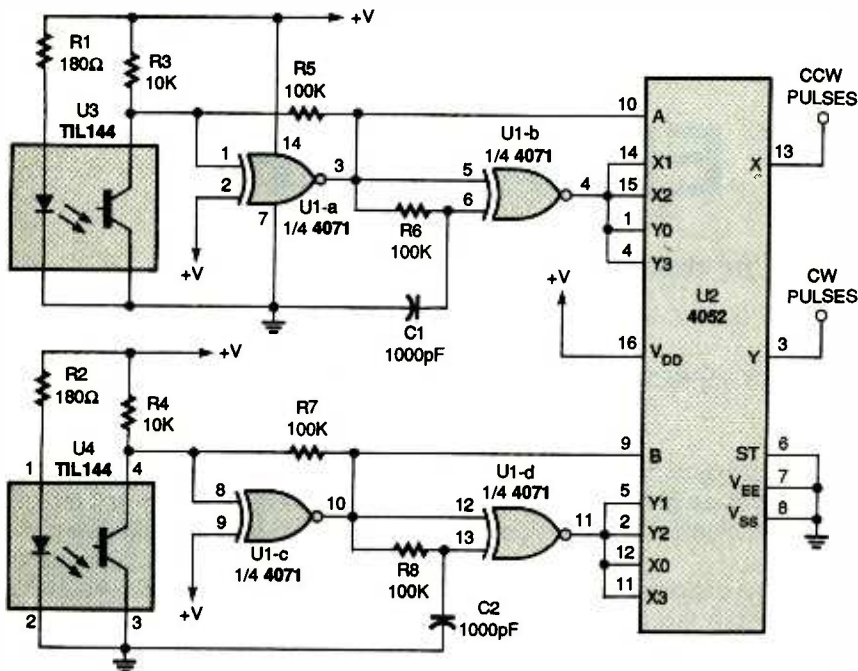 +V
R1
180Ω
R3
10K
R5
100K
U3
TIL144
1
2
14
7
3
U1-a
1/4 4071
+V
R6
100K
C1
1000pF
U1-b
1/4 4071
5
6
4
10
A
14
X1
15
X2
1
Y0
4
Y3
+V
16
VDD
U2
4052
X
13
CCW
PULSES
Y
3
CW
PULSES
+V
R2
180Ω
R4
10K
R7
100K
U4
TIL144
1
4
2
3
8
9
10
U1-c
1/4 4071
+V
R8
100K
C2
1000pF
U1-d
1/4 4071
12
13
11
9
B
5
Y1
2
Y2
12
X0
11
X3
ST
6
VEE
7
VSS
8